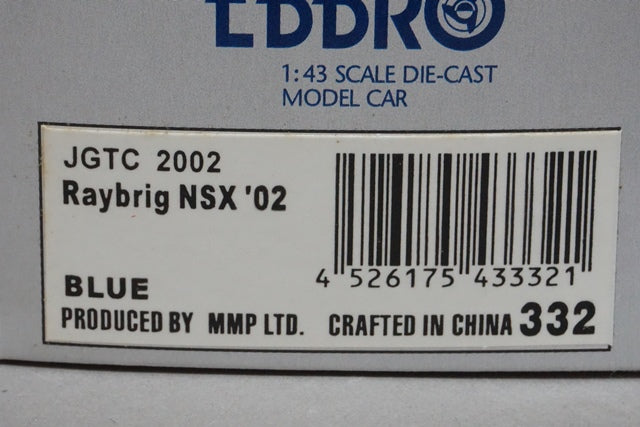 EBBRO
1:43 SCALE DIE-CAST
MODEL CAR
JGTC 2002
Raybrig NSX '02
4 526175 433321
BLUE
PRODUCED BY MMP LTD. CRAFTED IN CHINA 332